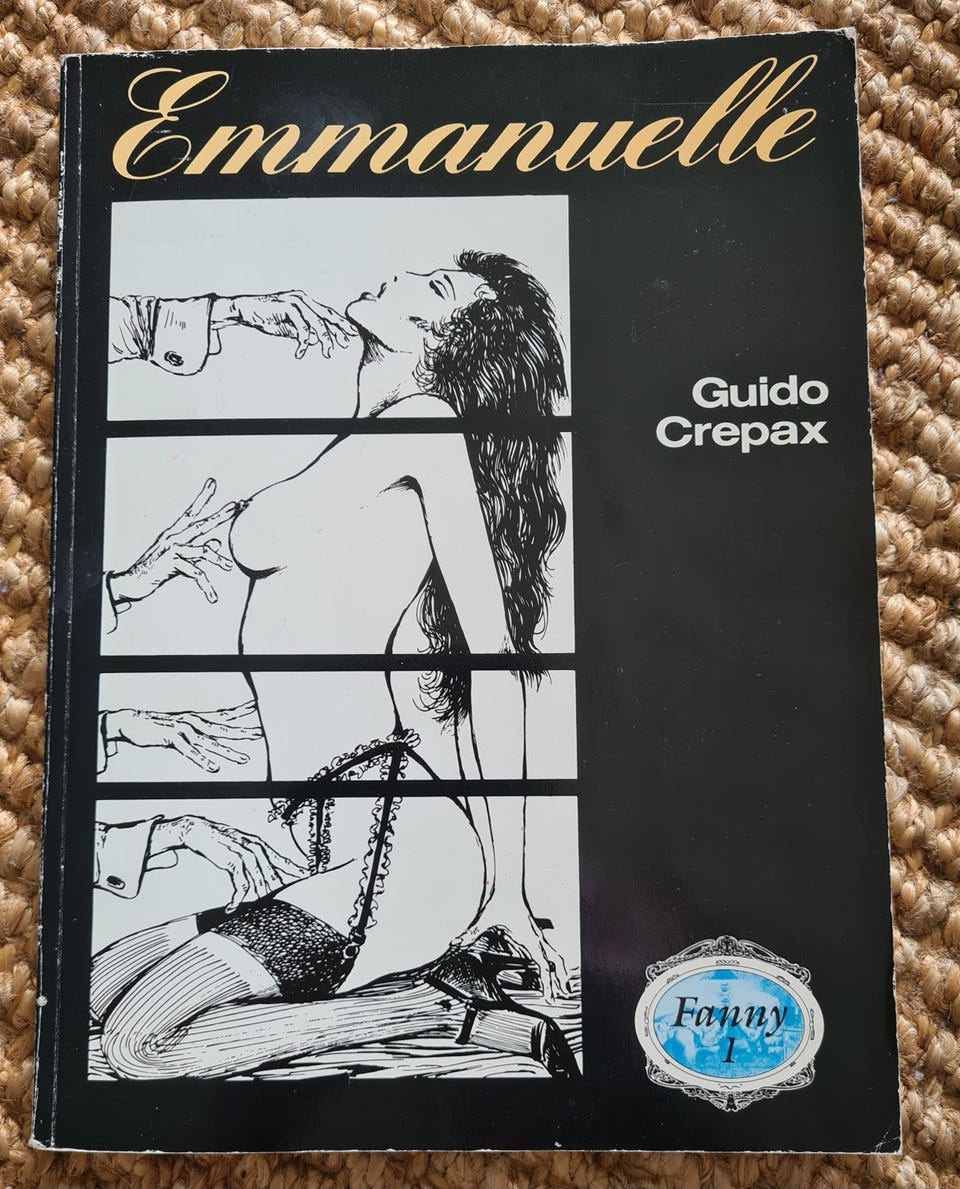 Emmanuelle
Guido
Crepax
Fanny
1